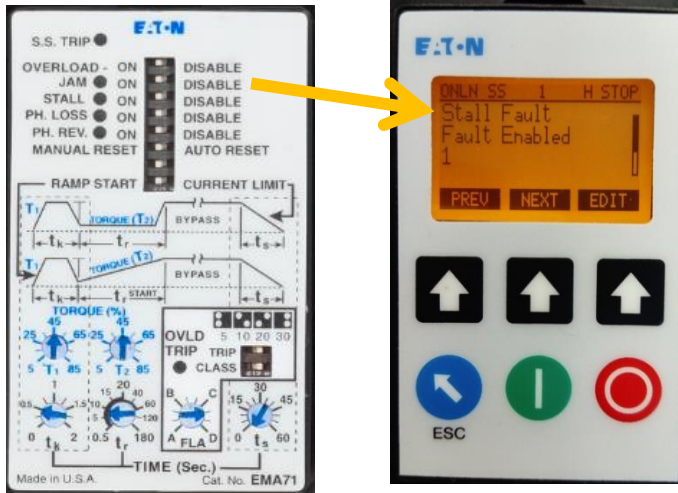 E·T·N
S.S. TRIP
OVERLOAD - ON DISABLE
JAM ON DISABLE
STALL ON DISABLE
PH. LOSS ON DISABLE
PH. REV. ON DISABLE
MANUAL RESET AUTO RESET
RAMP START CURRENT LIMIT
T1 TORQUE (T2) BYPASS
tk tr ts
T1 TORQUE (T2) BYPASS
tk tr START ts
TORQUE (%)
45 45
25 65 25 65
5 T1 85 5 T2 85
OVLD 5 10 20 30
TRIP TRIP
CLASS
1 20 30
0.5 1.5 10 15 40 60 B C 15 45
5 120
0 tk 2 0.5 tr 180 A FLA D 0 ts 60
TIME (Sec.)
Made in U.S.A. Cat. No. EMA71
E·T·N
ONLN SS 1 H STOP
Stall Fault
Fault Enabled
1
PREV NEXT EDIT
ESC